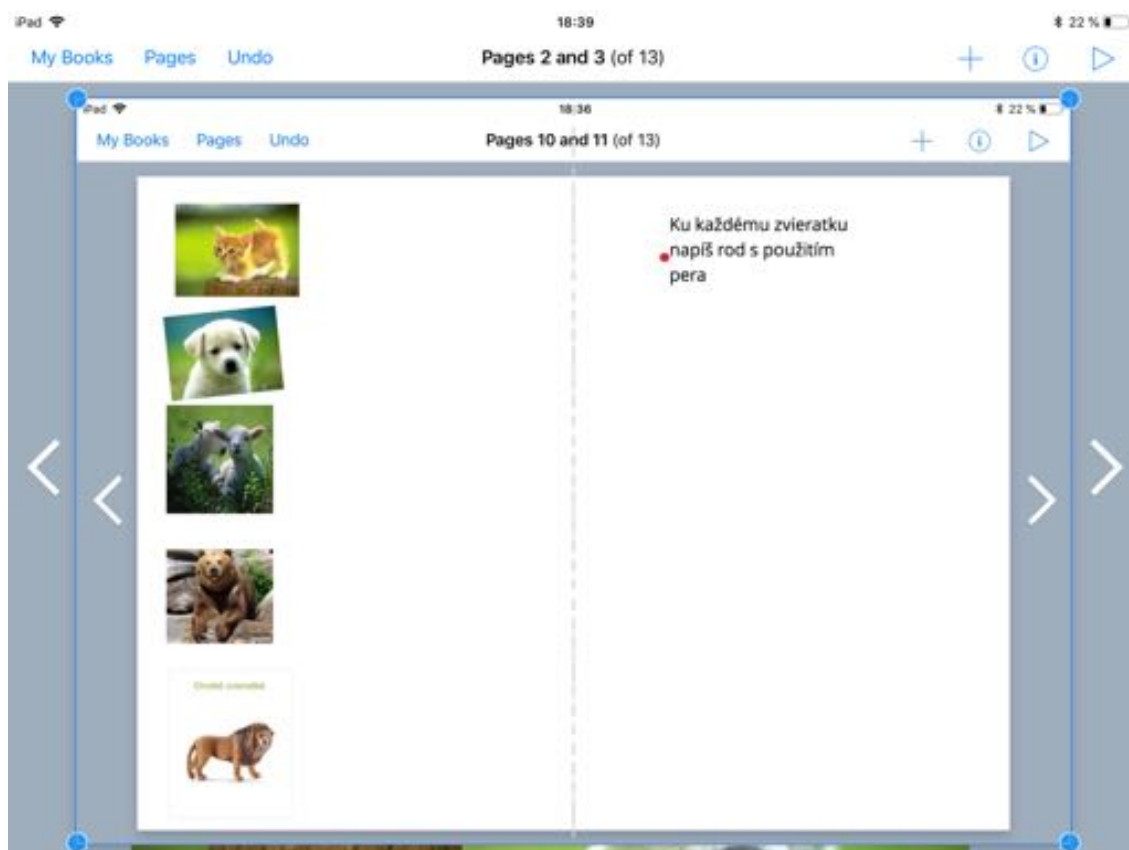 iPad 18:39 22 %
My Books Pages Undo Pages 2 and 3 (of 13)
iPad 18:36 22 %
My Books Pages Undo Pages 10 and 11 (of 13)
Ku každému zvieratku
napíš rod s použitím
pera